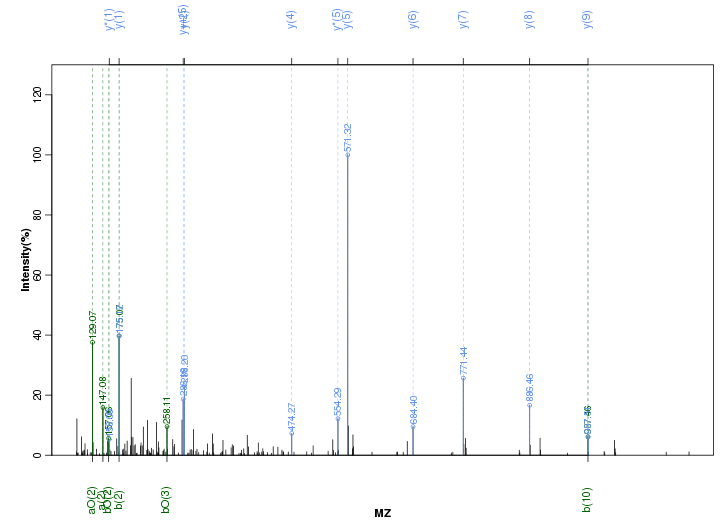 y*(1)
y(1)
y(4)
y*(5)
y(5)
y(6)
y(7)
y(8)
y(9)
Intensity(%)
0
20
40
60
80
100
120
129.07
147.08
175.07
258.11
474.27
554.29
571.32
684.40
771.44
886.46
aO(2)
a(2)
bO(2)
b(2)
bO(3)
b(10)
MZ